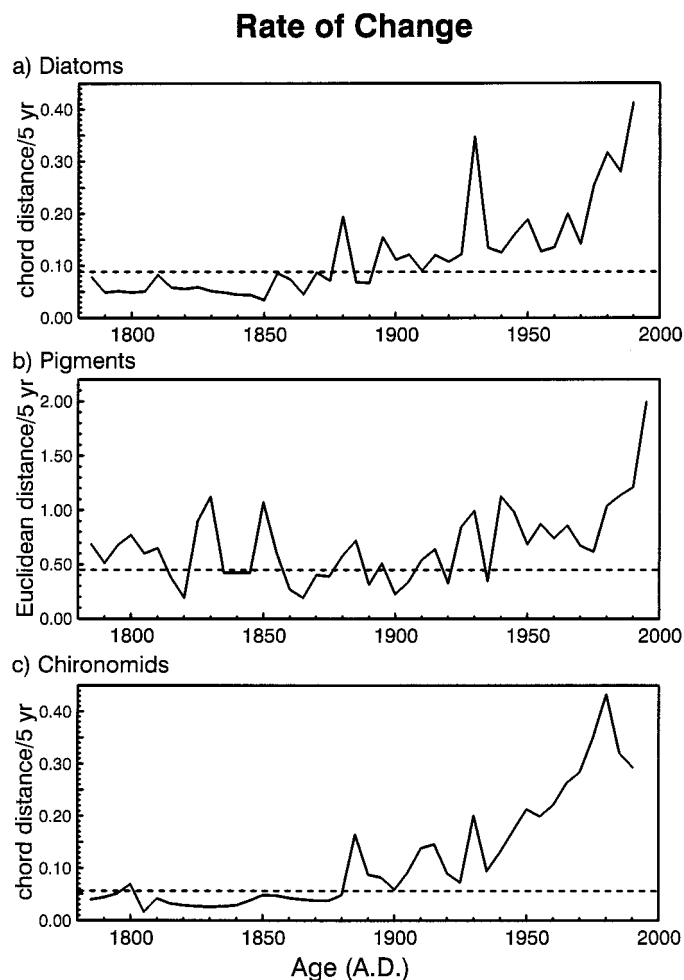 Rate of Change
a) Diatoms
chord distance/5 yr
0.40
0.30
0.20
0.10
0.00
1800 1850 1900 1950 2000
b) Pigments
Euclidean distance/5 yr
2.00
1.50
1.00
0.50
0.00
1800 1850 1900 1950 2000
c) Chironomids
chord distance/5 yr
0.40
0.30
0.20
0.10
0.00
1800 1850 1900 1950 2000
Age (A.D.)